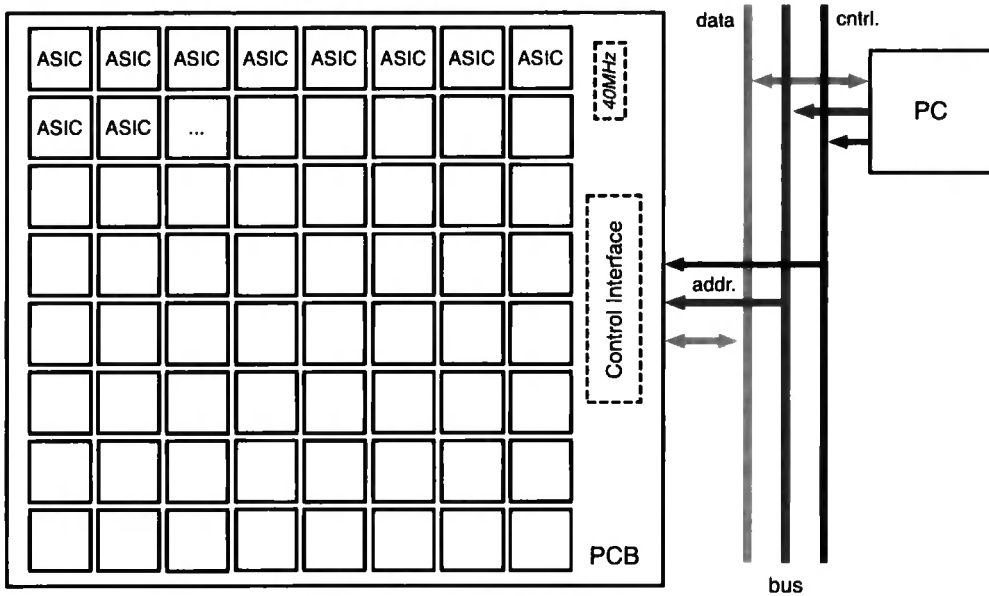 data
cntrl.
ASIC ASIC ASIC ASIC ASIC ASIC ASIC ASIC
40MHz
PC
ASIC ASIC ...
Control Interface
addr.
PCB
bus